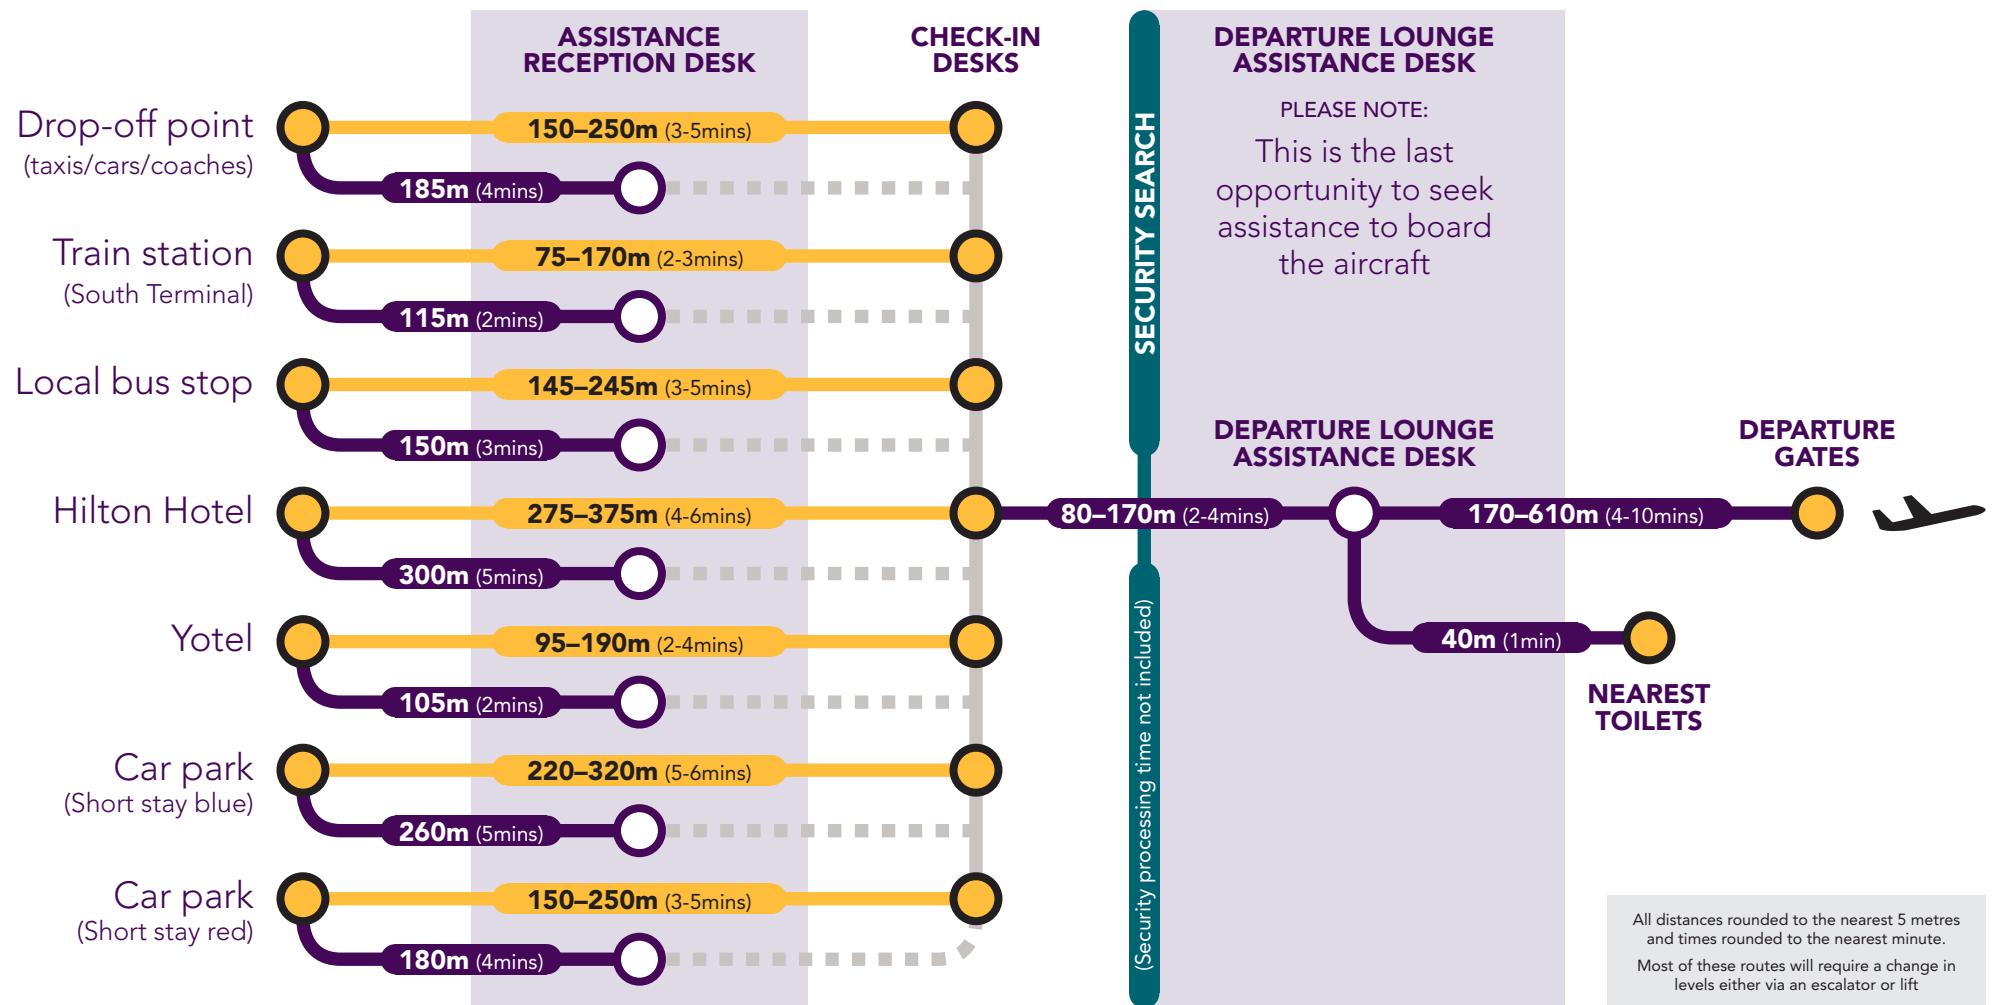 ASSISTANCE
RECEPTION DESK
CHECK-IN
DESKS
DEPARTURE LOUNGE
ASSISTANCE DESK
PLEASE NOTE:
This is the last
opportunity to seek
assistance to board
the aircraft
SECURITY SEARCH
(Security processing time not included)
Drop-off point
(taxis/cars/coaches)
150–250m (3-5mins)
185m (4mins)
Train station
(South Terminal)
75–170m (2-3mins)
115m (2mins)
Local bus stop
145–245m (3-5mins)
150m (3mins)
Hilton Hotel
275–375m (4-6mins)
300m (5mins)
Yotel
95–190m (2-4mins)
105m (2mins)
Car park
(Short stay blue)
220–320m (5-6mins)
260m (5mins)
Car park
(Short stay red)
150–250m (3-5mins)
180m (4mins)
80–170m (2-4mins)
DEPARTURE LOUNGE
ASSISTANCE DESK
170–610m (4-10mins)
DEPARTURE
GATES
40m (1min)
NEAREST
TOILETS
All distances rounded to the nearest 5 metres
and times rounded to the nearest minute.
Most of these routes will require a change in
levels either via an escalator or lift